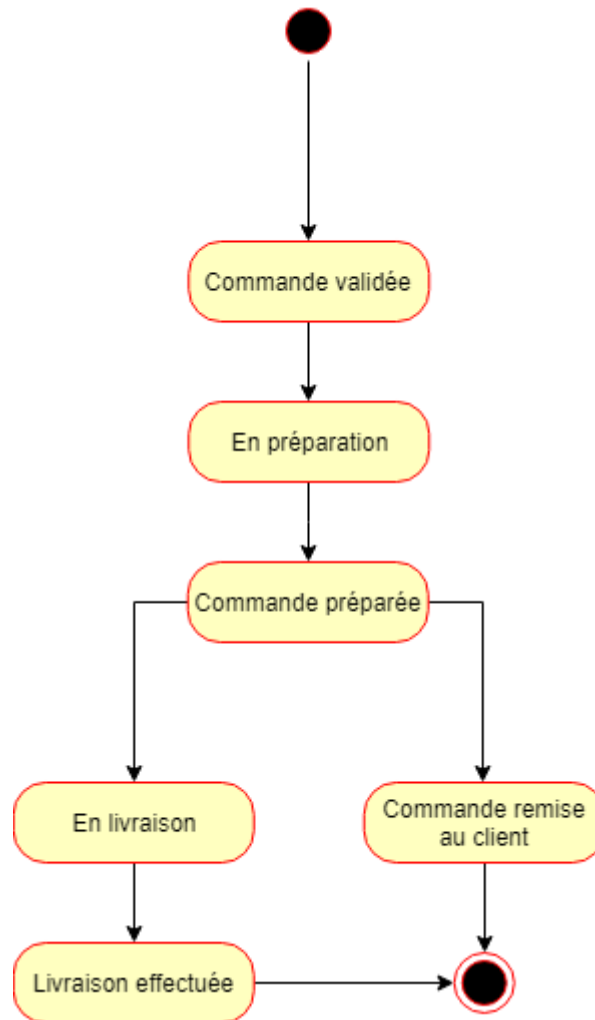 Commande validée
En préparation
Commande préparée
En livraison
Commande remise
au client
Livraison effectuée